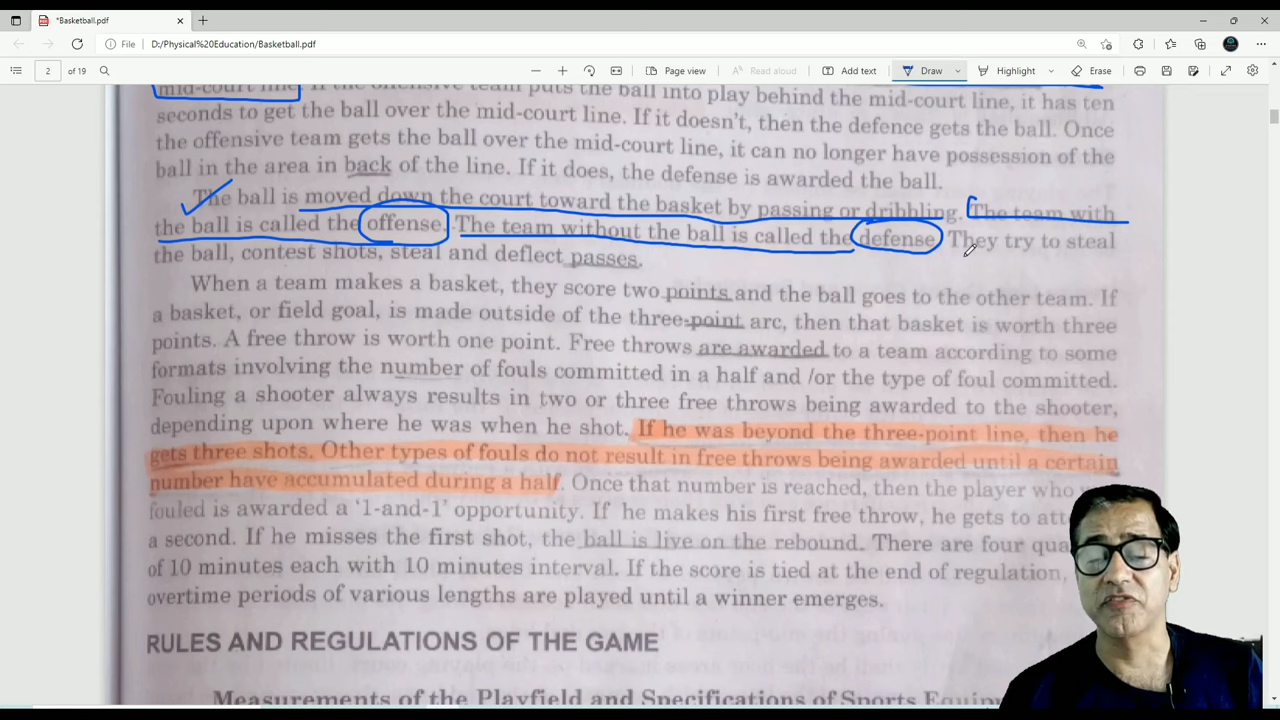 *Basketball.pdf
File D:/Physical%20Education/Basketball.pdf
2 of 19 Page view Read aloud Add text Draw Highlight Erase
mid-court line. If the offensive team puts the ball into play behind the mid-court line, it has ten
seconds to get the ball over the mid-court line. If it doesn't, then the defence gets the ball. Once
the offensive team gets the ball over the mid-court line, it can no longer have possession of the
ball in the area in back of the line. If it does, the defense is awarded the ball.
The ball is moved down the court toward the basket by passing or dribbling. The team with
the ball is called the offense. The team without the ball is called the defense. They try to steal
the ball, contest shots, steal and deflect passes.
When a team makes a basket, they score two points and the ball goes to the other team. If
a basket, or field goal, is made outside of the three-point arc, then that basket is worth three
points. A free throw is worth one point. Free throws are awarded to a team according to some
formats involving the number of fouls committed in a half and /or the type of foul committed.
Fouling a shooter always results in two or three free throws being awarded to the shooter,
depending upon where he was when he shot. If he was beyond the three-point line, then he
gets three shots. Other types of fouls do not result in free throws being awarded until a certain
number have accumulated during a half. Once that number is reached, then the player who
fouled is awarded a '1-and-1' opportunity. If he makes his first free throw, he gets to
a second. If he misses the first shot, the ball is live on the rebound. There are four
of 10 minutes each with 10 minutes interval. If the score is tied at the end of regulation,
overtime periods of various lengths are played until a winner emerges.
RULES AND REGULATIONS OF THE GAME
Measurements of the Playfield and Specifications of Sports